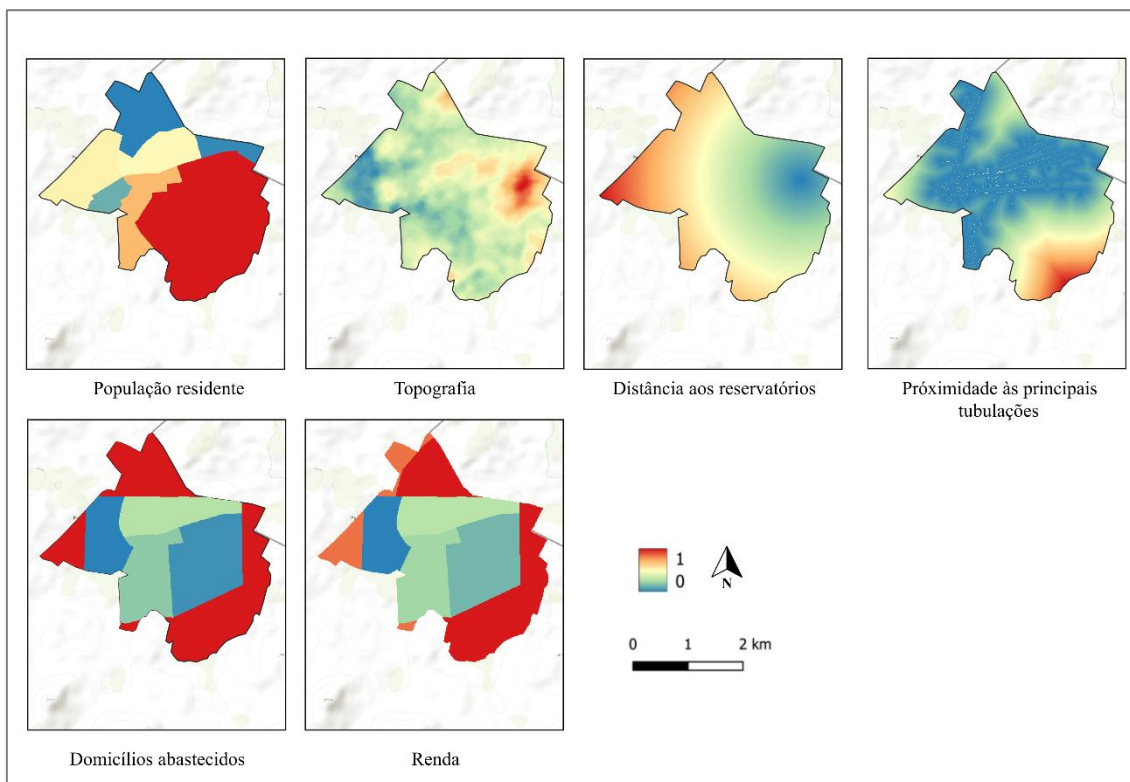 População residente
Topografia
Distância aos reservatórios
Próximidade às principais
tubulações
Domicílios abastecidos
Renda
1
0
N
0 1 2 km